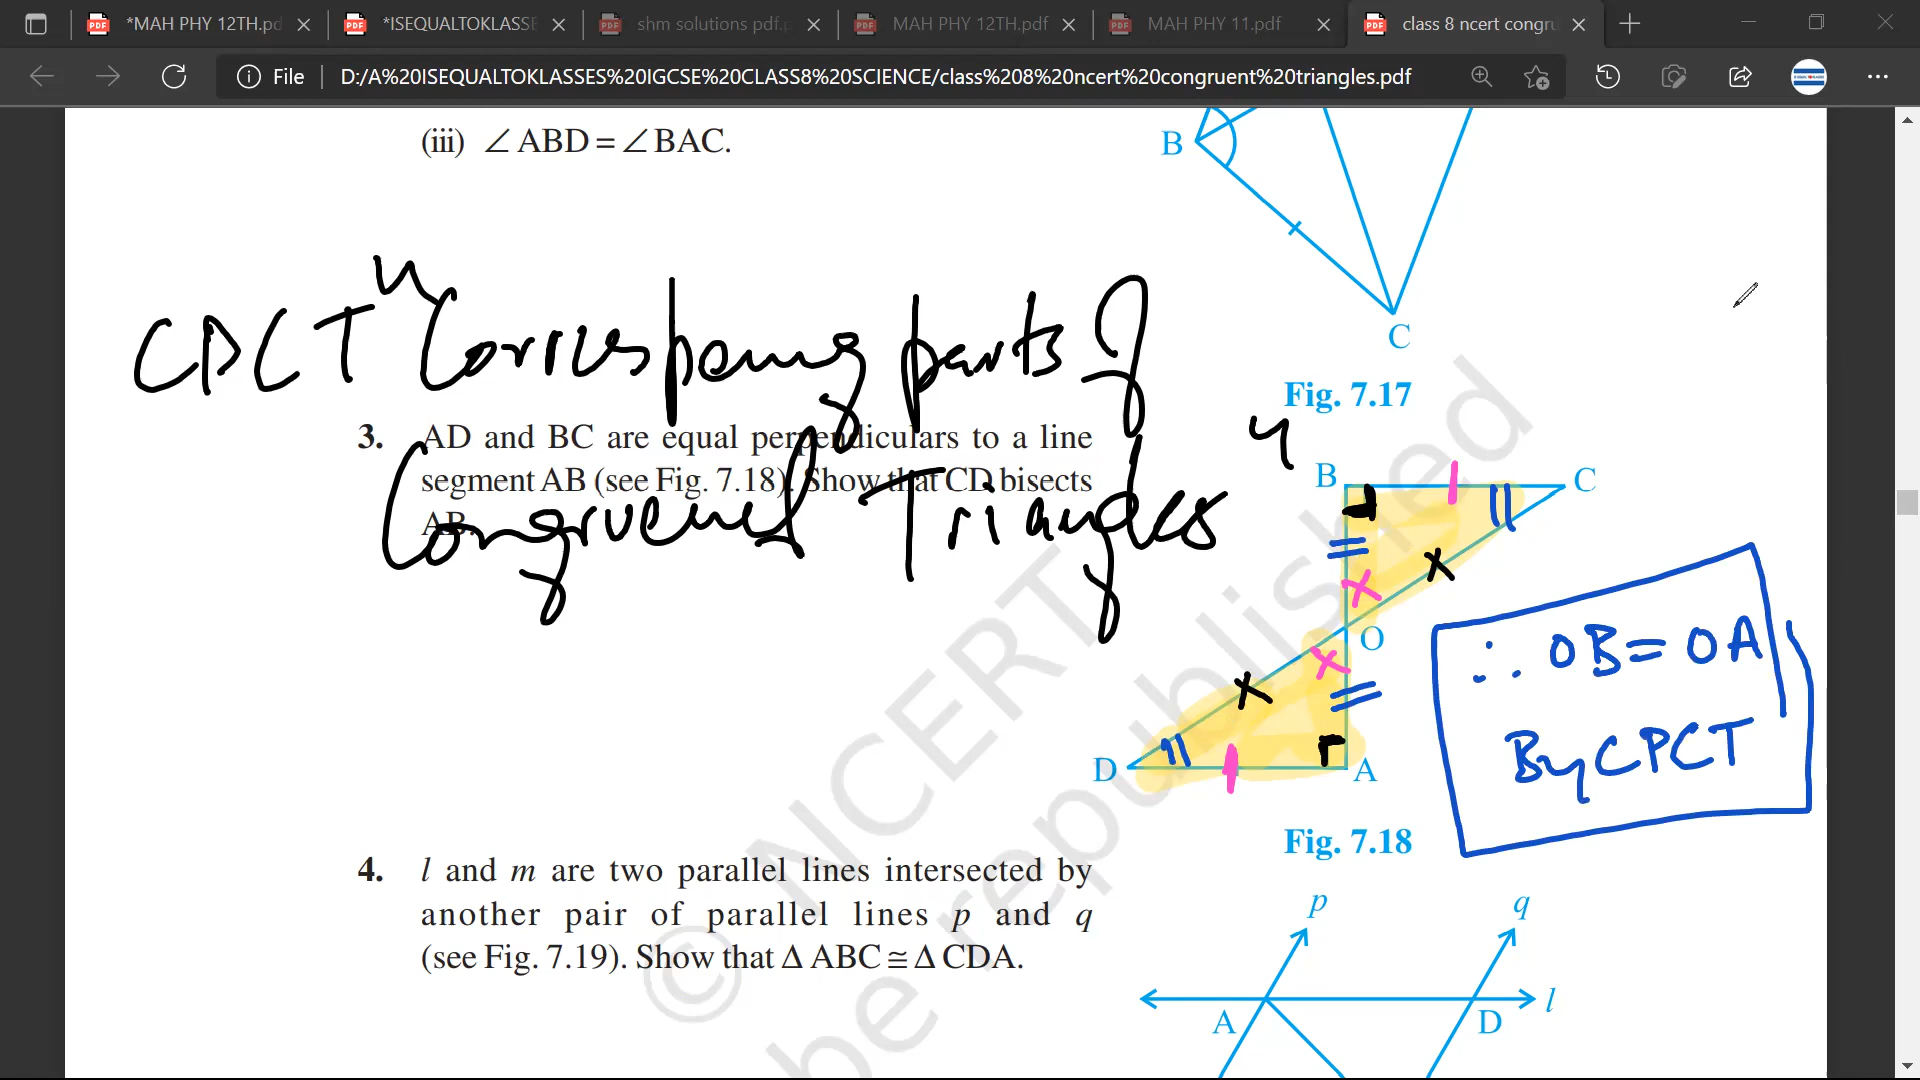 *MAH PHY 12TH.pd
*ISEQUALTOKLASSE
shm solutions pdf.p
MAH PHY 12TH.pdf
MAH PHY 11.pdf
class 8 ncert congru
File
D:/A%20ISEQUALTOKLASSES%20IGCSE%20CLASS8%20SCIENCE/class%208%20ncert%20congruent%20triangles.pdf
(iii) ∠ABD = ∠BAC.
B
C
Fig. 7.17
CPCT
parts of
Triangles
3. AD and BC are equal perpendiculars to a line
segment AB (see Fig. 7.18). Show that CD bisects
AB.
B
C
O
D
A
∴ OB = OA
By CPCT
Fig. 7.18
4. l and m are two parallel lines intersected by
another pair of parallel lines p and q
(see Fig. 7.19). Show that Δ ABC ≅ Δ CDA.
p
q
l
A
D
© NCERT
be republished